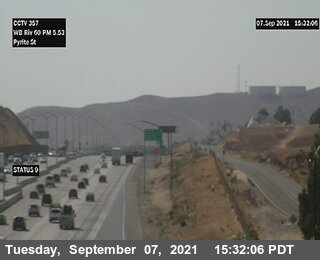 CCTV 357
WB Riv 60 PM 5.53
Pyrite St
07.Sep 2021 15:32:06
STATUS 9
Tuesday, September 07, 2021 15:32:06 PDT